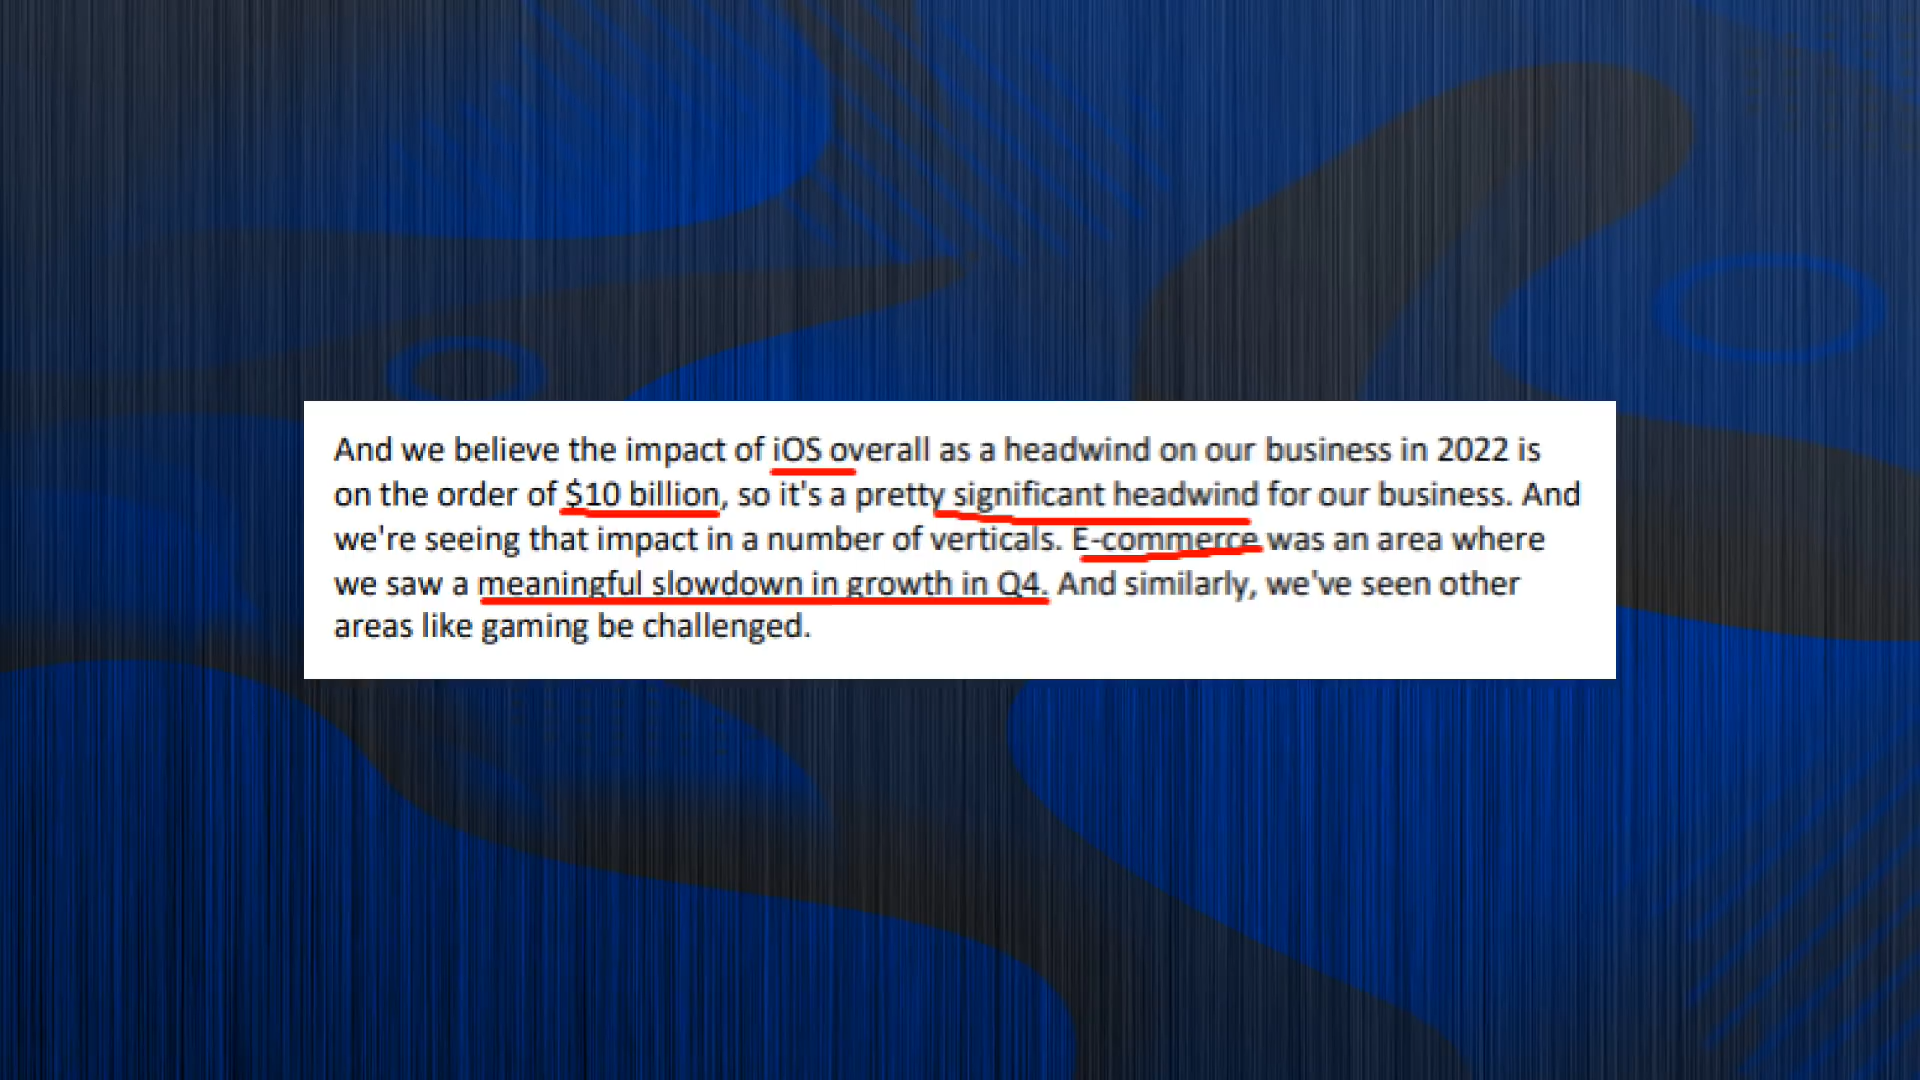 And we believe the impact of iOS overall as a headwind on our business in 2022 is
on the order of $10 billion, so it's a pretty significant headwind for our business. And
we're seeing that impact in a number of verticals. E-commerce was an area where
we saw a meaningful slowdown in growth in Q4. And similarly, we've seen other
areas like gaming be challenged.